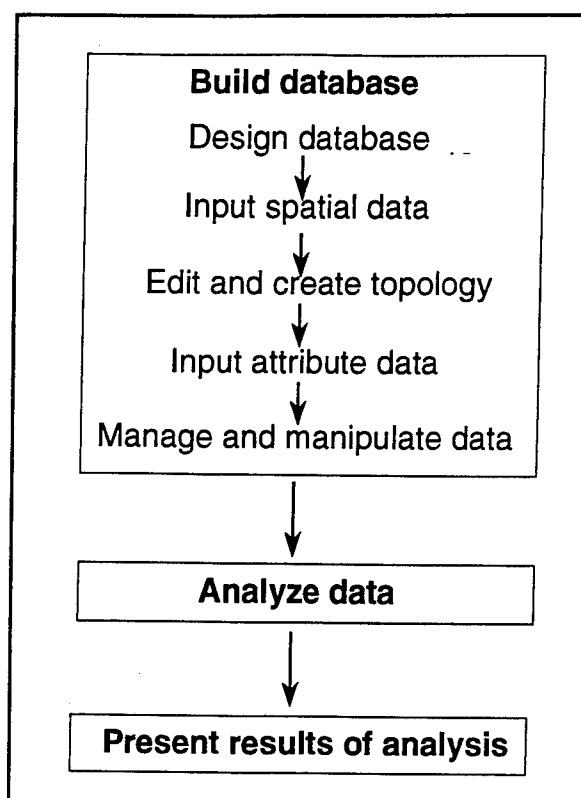 Build database
Design database
Input spatial data
Edit and create topology
Input attribute data
Manage and manipulate data
Analyze data
Present results of analysis